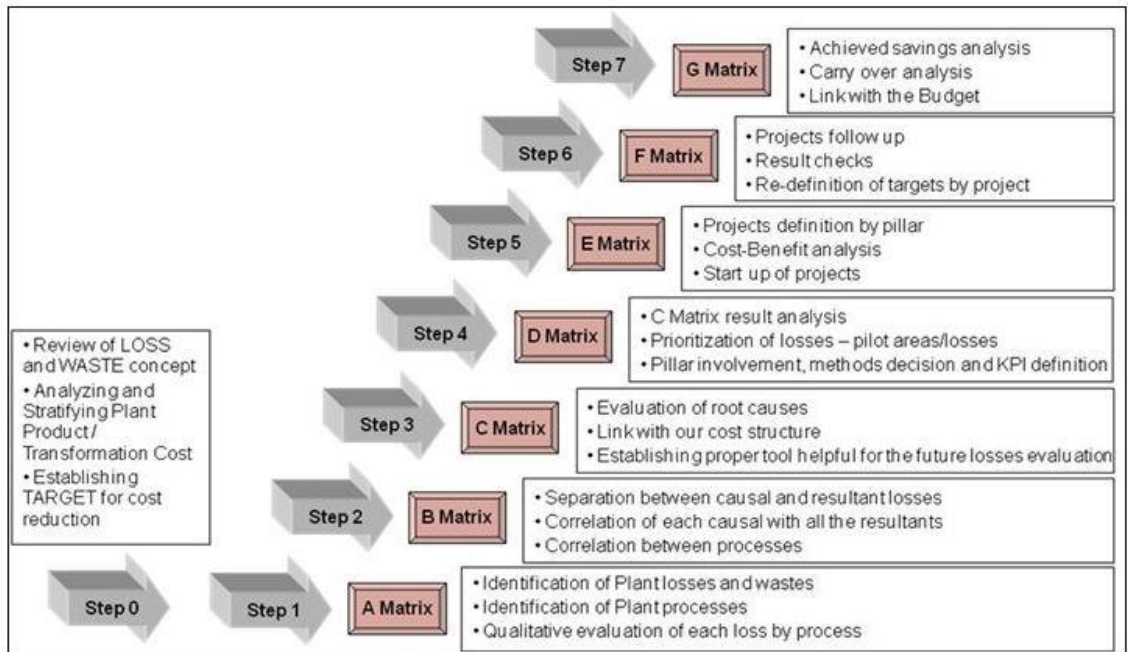 Step 7
G Matrix
• Achieved savings analysis
• Carry over analysis
• Link with the Budget
Step 6
F Matrix
• Projects follow up
• Result checks
• Re-definition of targets by project
Step 5
E Matrix
• Projects definition by pillar
• Cost-Benefit analysis
• Start up of projects
Step 4
D Matrix
• C Matrix result analysis
• Prioritization of losses – pilot areas/losses
• Pillar involvement, methods decision and KPI definition
• Review of LOSS
and WASTE concept
• Analyzing and
Stratifying Plant
Product /
Transformation Cost
• Establishing
TARGET for cost
reduction
Step 3
C Matrix
• Evaluation of root causes
• Link with our cost structure
• Establishing proper tool helpful for the future losses evaluation
Step 2
B Matrix
• Separation between causal and resultant losses
• Correlation of each causal with all the resultants
• Correlation between processes
Step 0
Step 1
A Matrix
• Identification of Plant losses and wastes
• Identification of Plant processes
• Qualitative evaluation of each loss by process